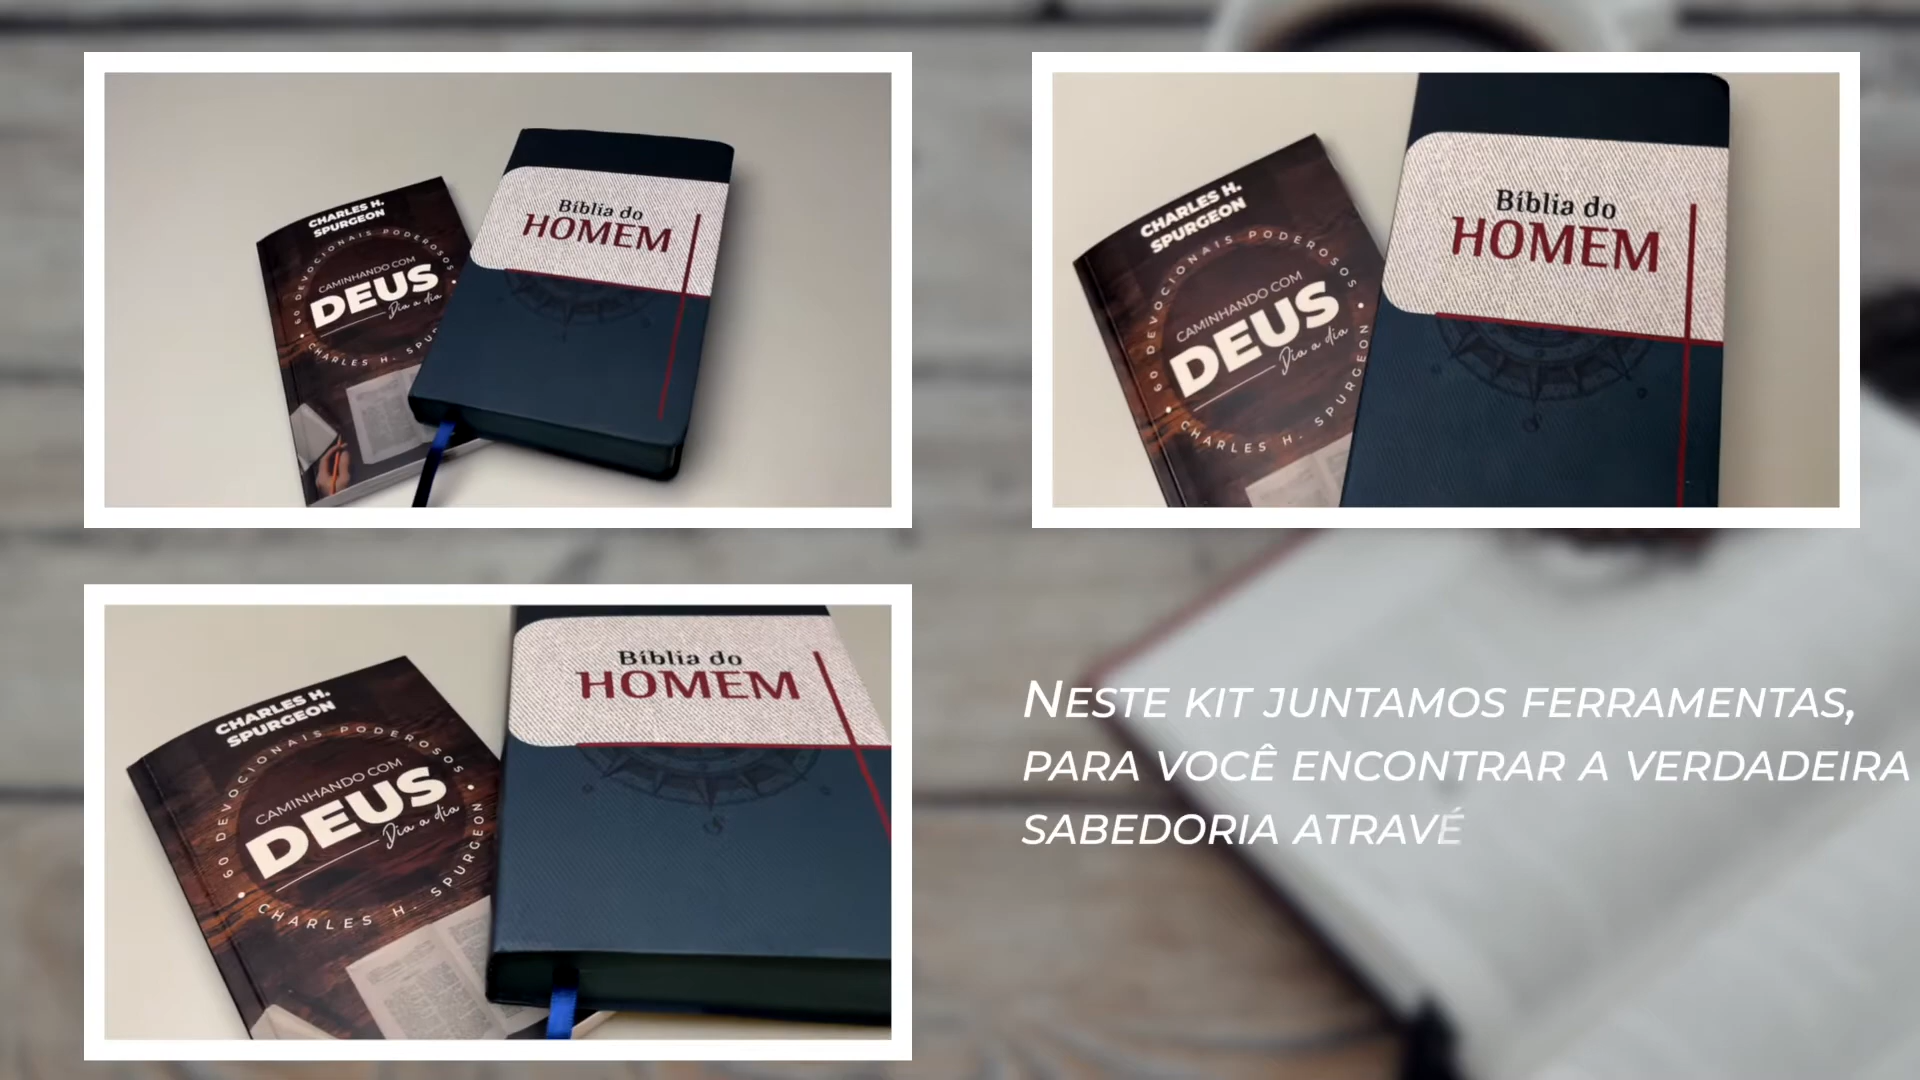 CHARLES H.
SPURGEON
60 DEVOCIONAIS PODEROSOS
CAMINHANDO COM
DEUS
Dia a dia
CHARLES H. SPU
Bíblia do
HOMEM
CHARLES H.
SPURGEON
60 DEVOCIONAIS PODEROSOS
CAMINHANDO COM
DEUS
Dia a dia
CHARLES H. SPURGEON
Bíblia do
HOMEM
S
CHARLES H.
SPURGEON
60 DEVOCIONAIS PODEROSOS
CAMINHANDO COM
DEUS
Dia a dia
CHARLES H. SPURGEON
Bíblia do
HOMEM
S
NESTE KIT JUNTAMOS FERRAMENTAS,
PARA VOCÊ ENCONTRAR A VERDADEIRA
SABEDORIA ATRAVÉ